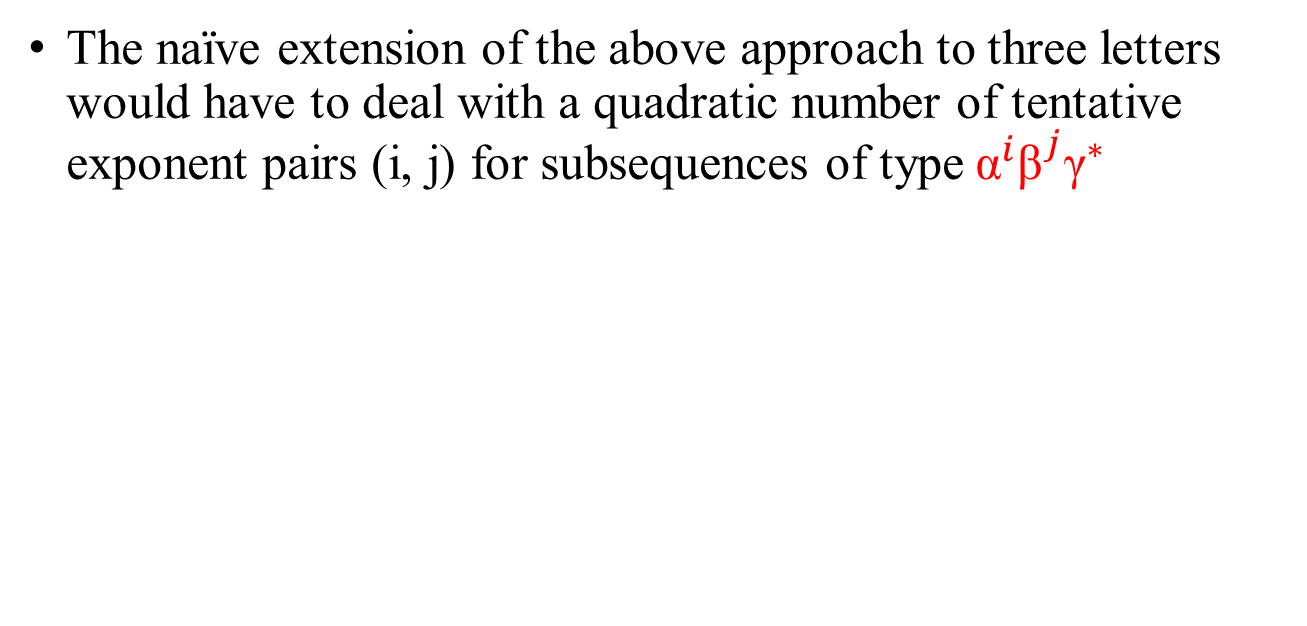 • The naïve extension of the above approach to three letters
would have to deal with a quadratic number of tentative
exponent pairs (i, j) for subsequences of type αⁱβʲγ*